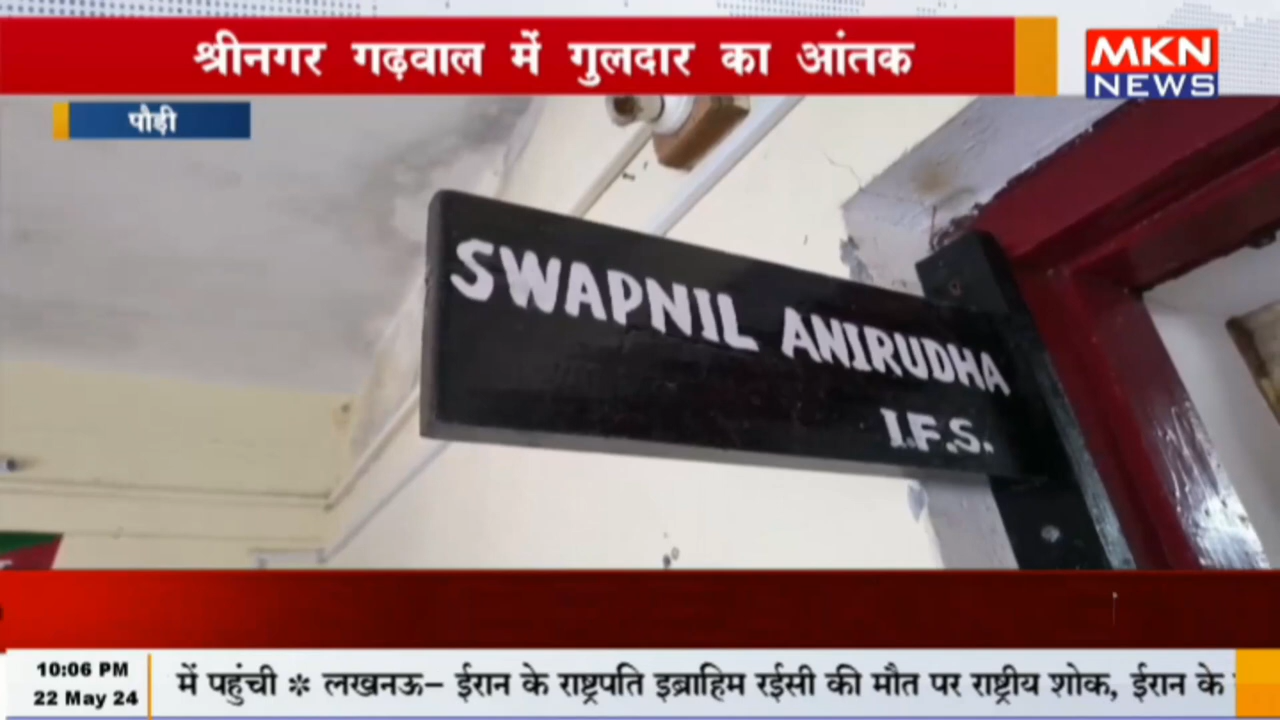 श्रीनगर गढ़वाल में गुलदार का आंतक
MKN
NEWS
पौड़ी
SWAPNIL ANIRUDHA
I.F.S.
10:06 PM
22 May 24
में पहुंची * लखनऊ– ईरान के राष्ट्रपति इब्राहिम रईसी की मौत पर राष्ट्रीय शोक, ईरान के